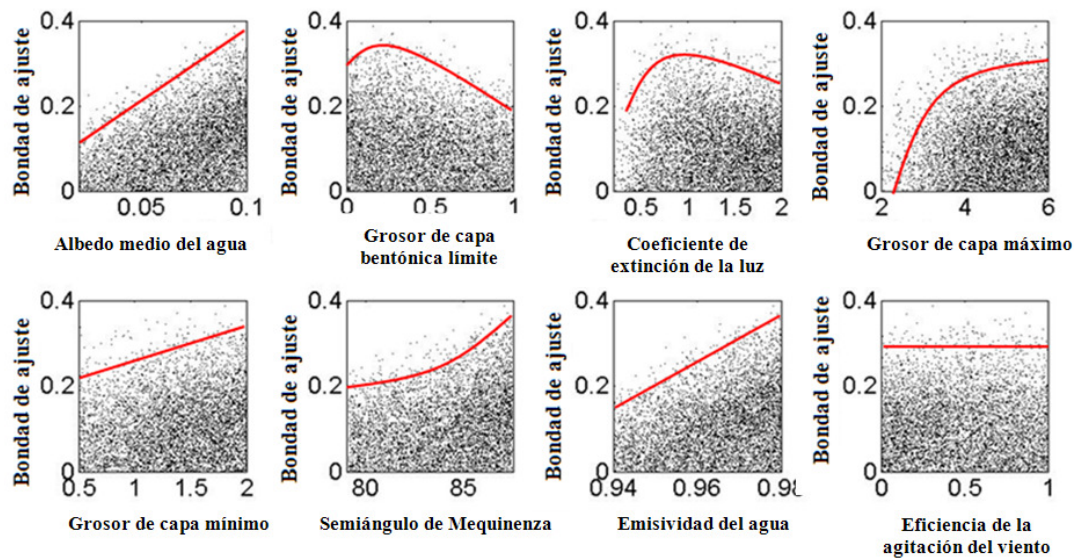 0.4
0.2
0
Bondad de ajuste
0.05
0.1
Albedo medio del agua
0.4
0.2
0
Bondad de ajuste
0
0.5
1
Grosor de capa
bentónica límite
0.4
0.2
0
Bondad de ajuste
0.5
1
1.5
2
Coeficiente de
extinción de la luz
0.4
0.2
0
Bondad de ajuste
2
4
6
Grosor de capa máximo
0.4
0.2
0
Bondad de ajuste
0.5
1
1.5
2
Grosor de capa mínimo
0.4
0.2
0
Bondad de ajuste
80
85
Semiángulo de Mequinenza
0.4
0.2
0
Bondad de ajuste
0.94
0.96
0.98
Emisividad del agua
0.4
0.2
0
Bondad de ajuste
0
0.5
1
Eficiencia de la
agitación del viento